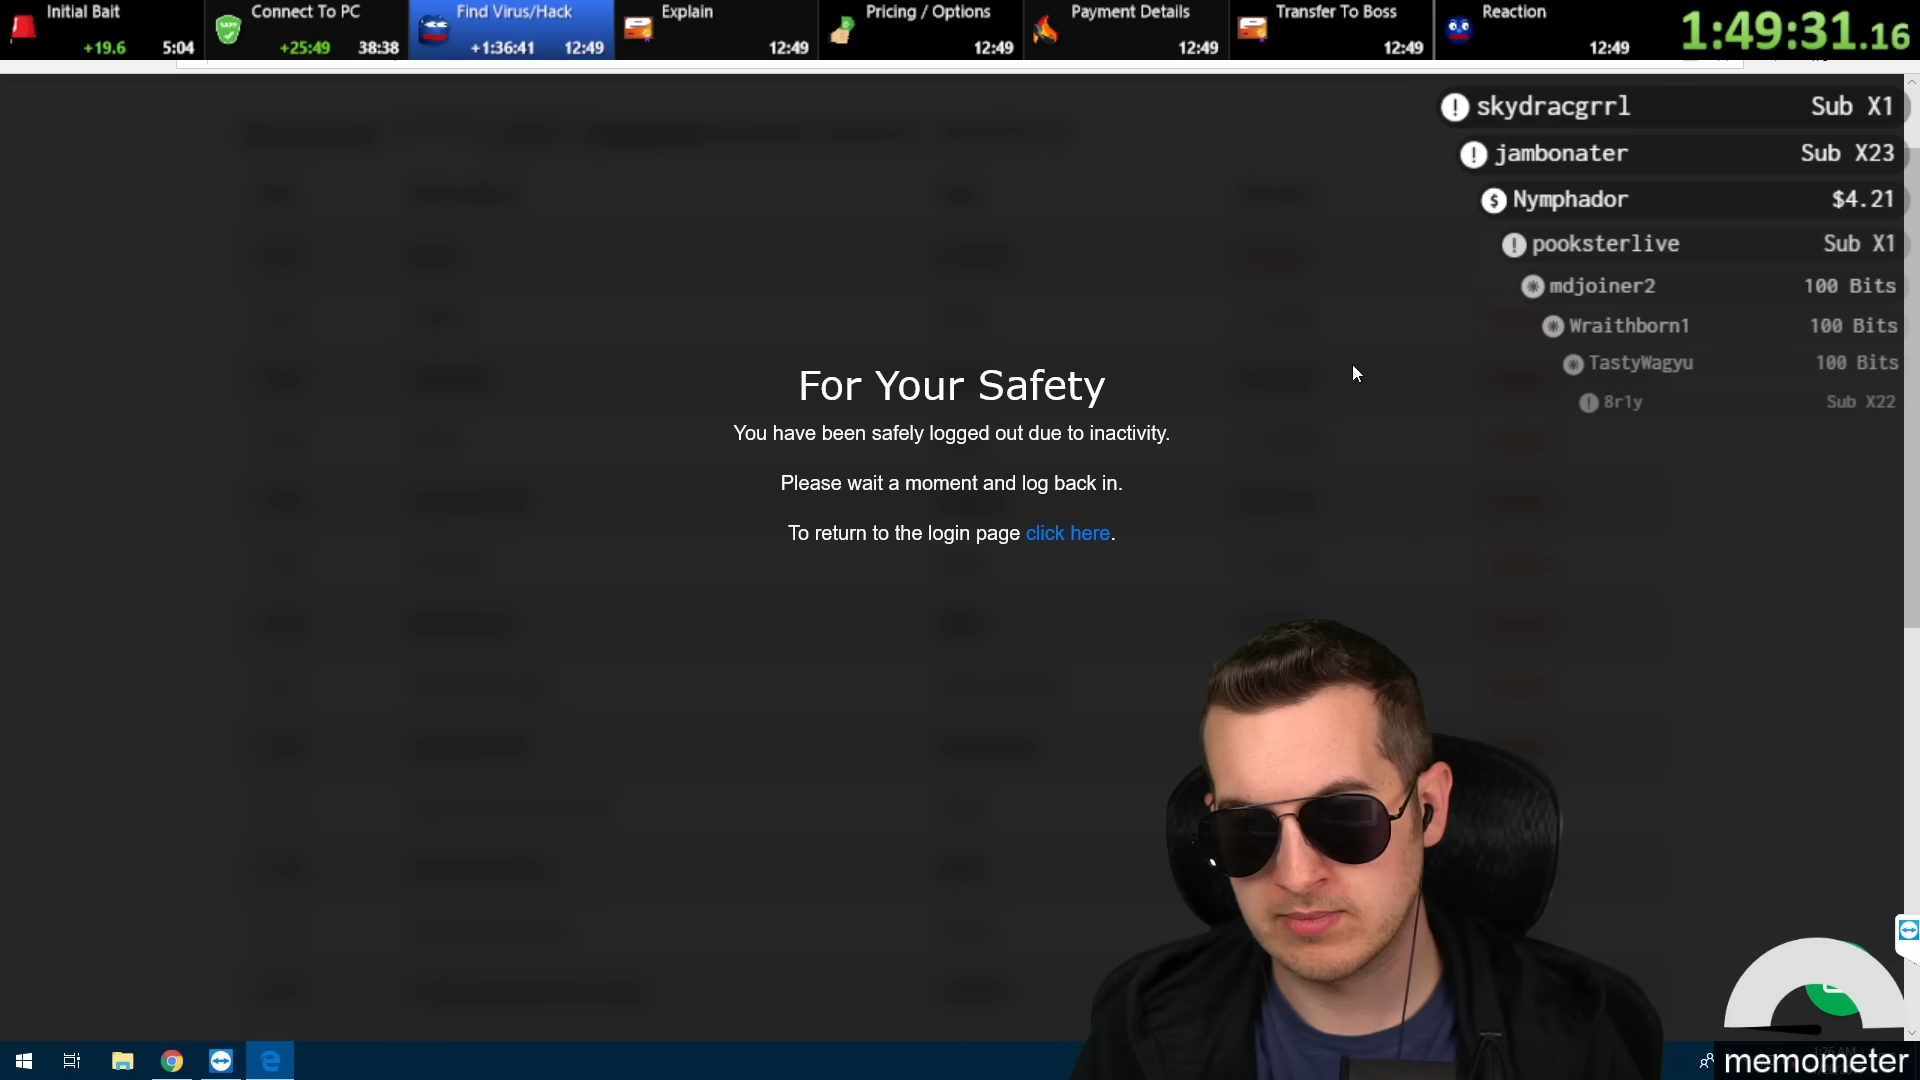 Initial Bait
+19.6 5:04
Connect To PC
+25:49 38:38
Find Virus/Hack
+1:36:41 12:49
Explain
12:49
Pricing / Options
12:49
Payment Details
12:49
Transfer To Boss
12:49
Reaction
12:49
1:49:31.16
skydracgrrl Sub X1
jambonater Sub X23
Nymphador $4.21
pooksterlive Sub X1
mdjoiner2 100 Bits
Wraithborn1 100 Bits
TastyWagyu 100 Bits
8r1y Sub X22
For Your Safety
You have been safely logged out due to inactivity.
Please wait a moment and log back in.
To return to the login page click here.
memometer